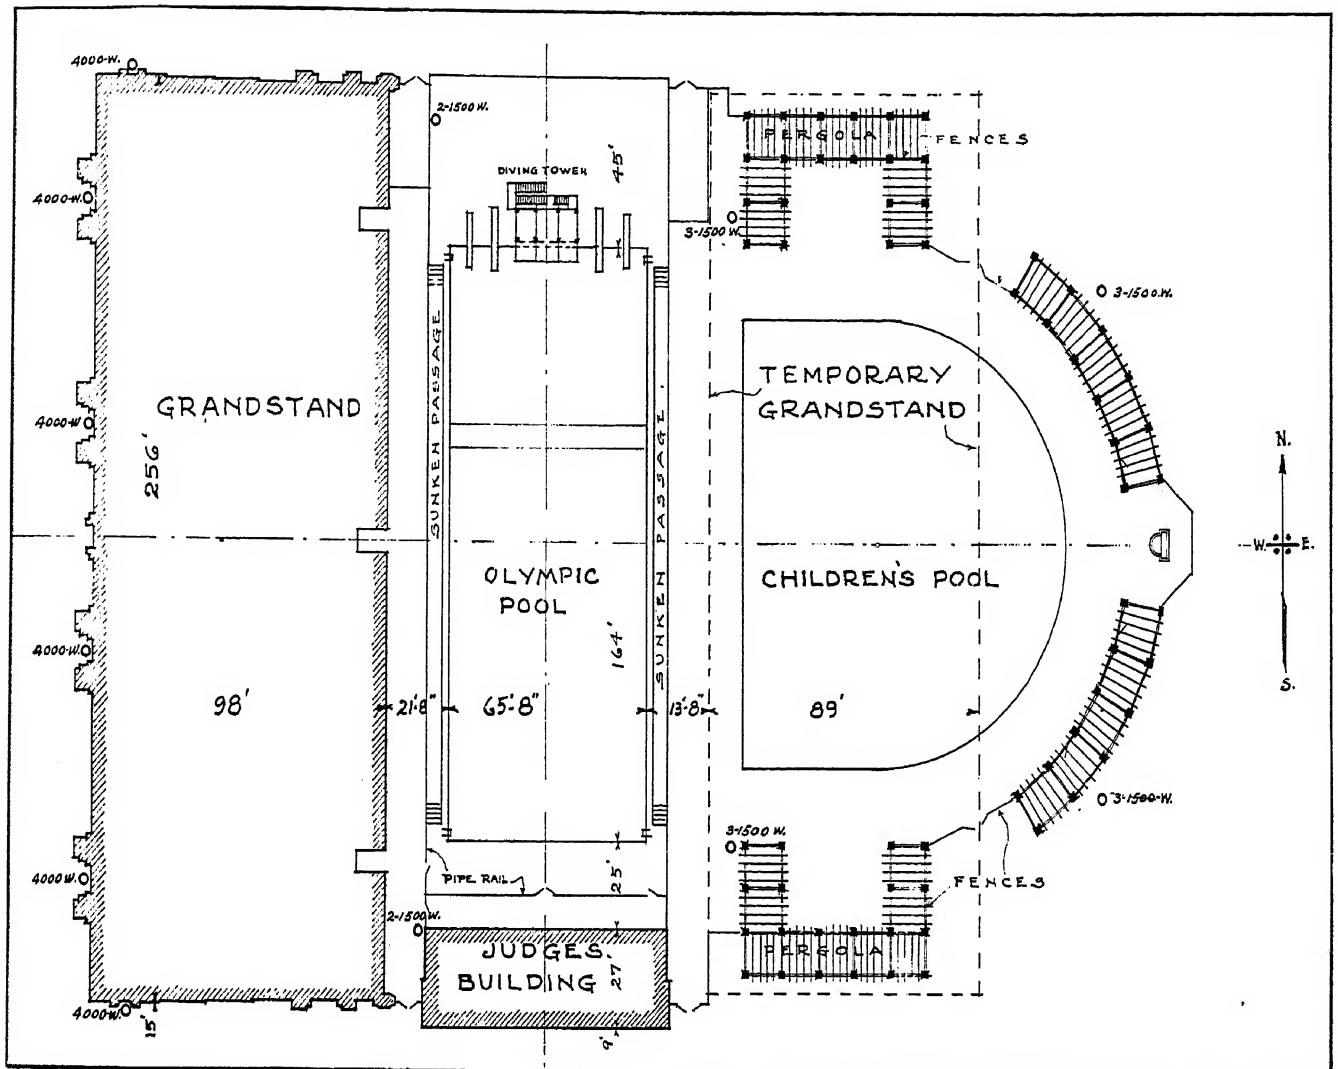 4000-W.
2-1500 W.
45'
PERGOLA
FENCES
DIVING TOWER
4000-W.
3-1500 W.
3-1500.W.
SUNKEN PASSAGE
TEMPORARY
GRANDSTAND
GRANDSTAND
4000-W.
256'
SUNKEN PASSAGE.
N.
W. E.
S.
OLYMPIC
POOL
CHILDREN'S POOL
164'
4000-W.
98'
21'-8"
65'-8"
13'-8"
89'
3-1500-W.
3-1500 W.
4000 W.
PIPE RAIL
25'
FENCES
2-1500 W.
JUDGES.
BUILDING
27'
PERGOLA
4000-W.
15'
9'